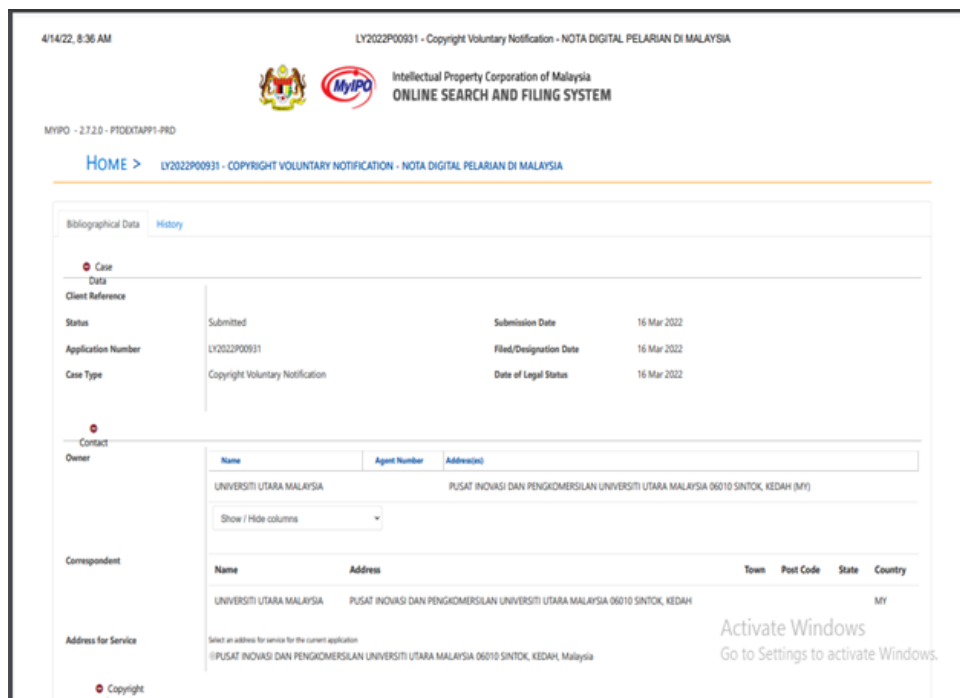 4/14/22, 8:36 AM LY2022P00931 - Copyright Voluntary Notification - NOTA DIGITAL PELARIAN DI MALAYSIA
MyIPO
Intellectual Property Corporation of Malaysia
ONLINE SEARCH AND FILING SYSTEM
MYIPO - 2.7.2.0 - PTOEXTAPP1-PRD
HOME > LY2022P00931 - COPYRIGHT VOLUNTARY NOTIFICATION - NOTA DIGITAL PELARIAN DI MALAYSIA
Bibliographical Data History
Case
Data
Client Reference
Status Submitted Submission Date 16 Mar 2022
Application Number LY2022P00931 Filed/Designation Date 16 Mar 2022
Case Type Copyright Voluntary Notification Date of Legal Status 16 Mar 2022
Contact
Owner
Name Agent Number Address(es)
UNIVERSITI UTARA MALAYSIA PUSAT INOVASI DAN PENGKOMERSILAN UNIVERSITI UTARA MALAYSIA 06010 SINTOK, KEDAH (MY)
Show / Hide columns
Correspondent
Name Address Town Post Code State Country
UNIVERSITI UTARA MALAYSIA PUSAT INOVASI DAN PENGKOMERSILAN UNIVERSITI UTARA MALAYSIA 06010 SINTOK, KEDAH MY
Address for Service Select an address for service for the current application
PUSAT INOVASI DAN PENGKOMERSILAN UNIVERSITI UTARA MALAYSIA 06010 SINTOK, KEDAH, Malaysia
Activate Windows
Go to Settings to activate Windows.
Copyright